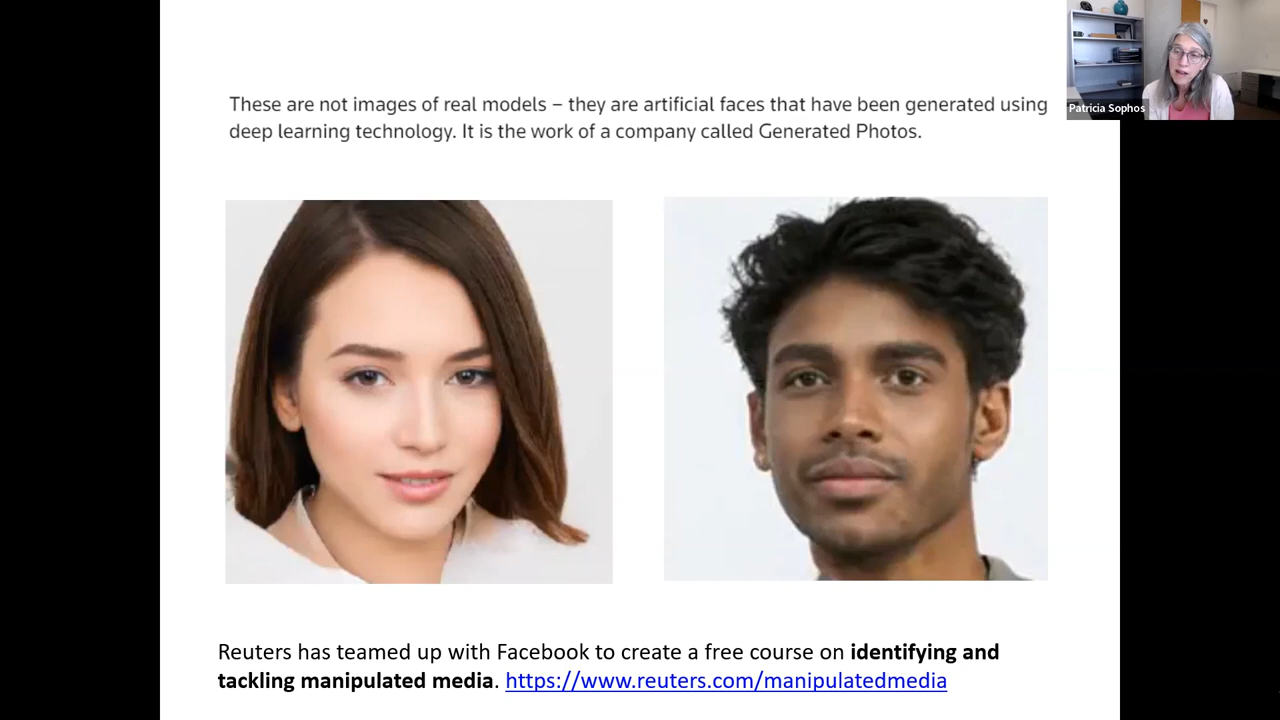 These are not images of real models – they are artificial faces that have been generated using
deep learning technology. It is the work of a company called Generated Photos.
Patricia Sophos
Reuters has teamed up with Facebook to create a free course on identifying and
tackling manipulated media. https://www.reuters.com/manipulatedmedia